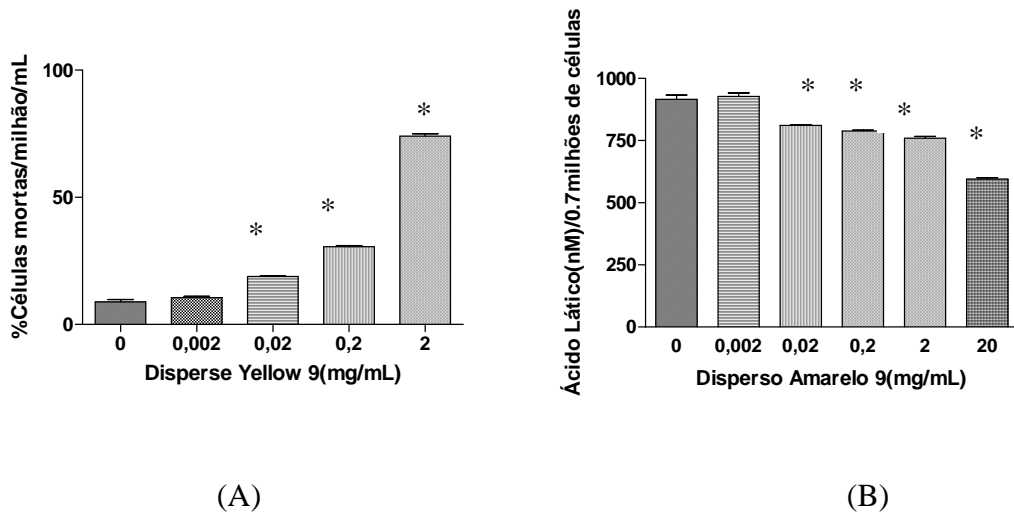 %Células mortas/milhão/mL
100
50
0
* * *
0 0,002 0,02 0,2 2
Disperse Yellow 9(mg/mL)
(A)
Ácido Lático(nM)/0.7milhões de células
1000
750
500
250
0
* * * *
0 0,002 0,02 0,2 2 20
Disperso Amarelo 9(mg/mL)
(B)